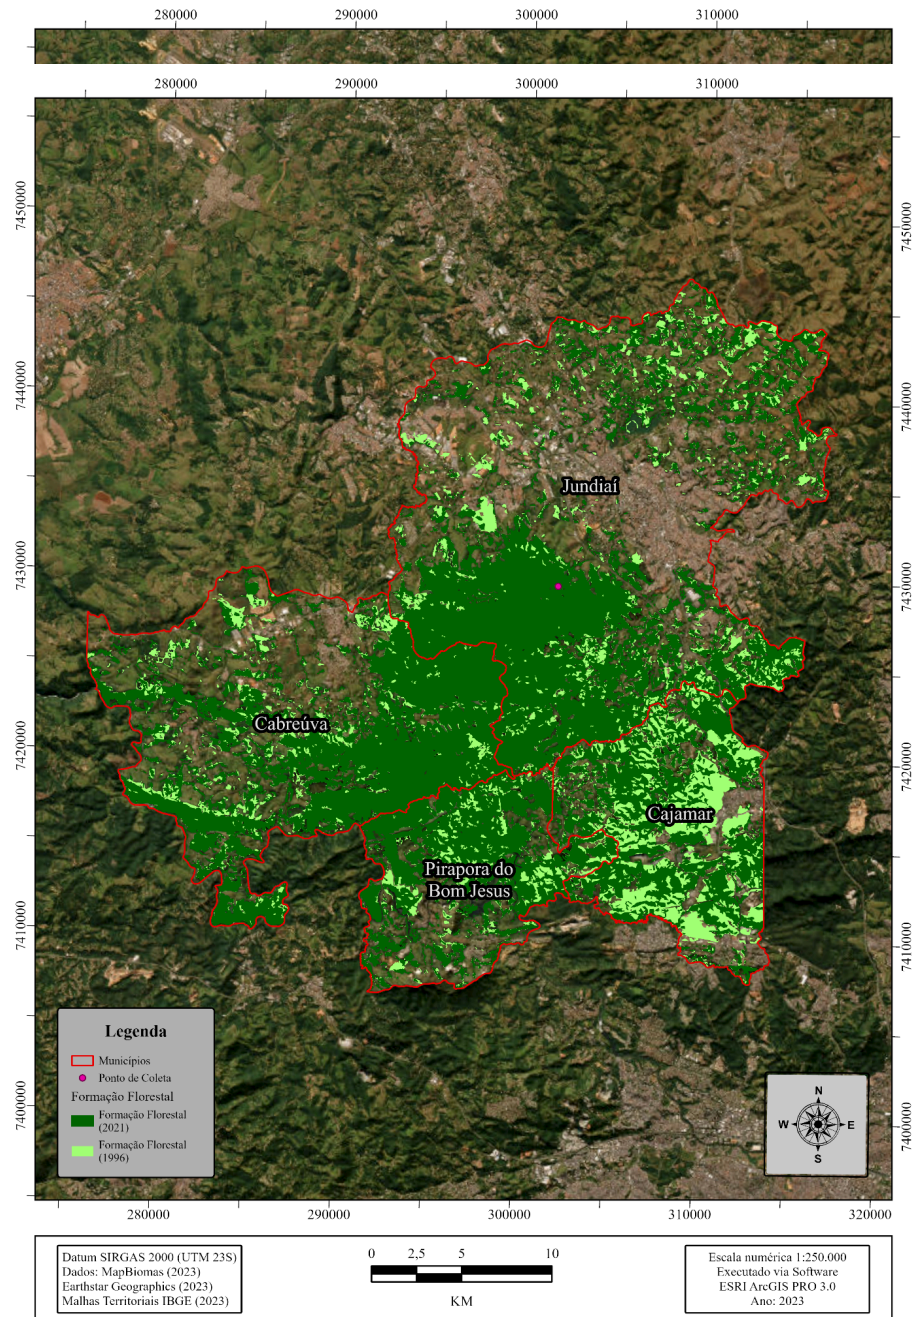 280000
290000
300000
310000
280000
290000
300000
310000
7450000
7450000
7440000
7440000
Jundiaí
7430000
7430000
Cabreúva
7420000
7420000
Cajamar
Pirapora do
Bom Jesus
7410000
7410000
Legenda
Municípios
Ponto de Coleta
Formação Florestal
Formação Florestal
(2021)
Formação Florestal
(1996)
7400000
7400000
N
W
E
S
280000
290000
300000
310000
320000
Datum SIRGAS 2000 (UTM 23S)
Dados: MapBiomas (2023)
Earthstar Geographics (2023)
Malhas Territoriais IBGE (2023)
0 2,5 5 10
KM
Escala numérica 1:250.000
Executado via Software
ESRI ArcGIS PRO 3.0
Ano: 2023